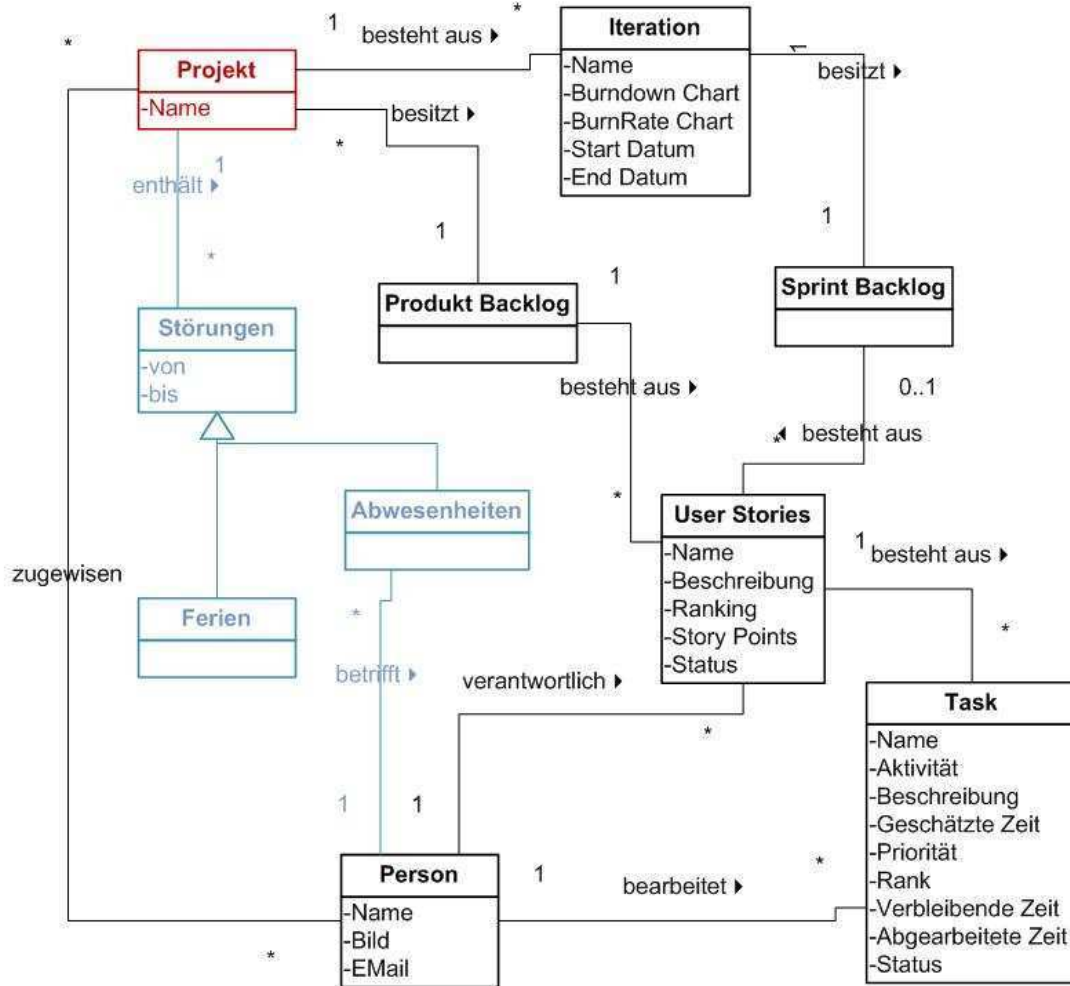 *
1
besteht aus ▸
*
Iteration
-Name
-Burndown Chart
-BurnRate Chart
-Start Datum
-End Datum
1
besitzt ▸
Projekt
-Name
besitzt ▸
*
1
enthält ▸
1
*
1
1
Produkt Backlog
Sprint Backlog
Störungen
-von
-bis
besteht aus ▸
0..1
*
◂ besteht aus
Abwesenheiten
*
User Stories
-Name
-Beschreibung
-Ranking
-Story Points
-Status
1
besteht aus ▸
*
zugewisen
Ferien
*
betrifft ▸
verantwortlich ▸
*
Task
-Name
-Aktivität
-Beschreibung
-Geschätzte Zeit
-Priorität
-Rank
-Verbleibende Zeit
-Abgearbeitete Zeit
-Status
1
1
Person
-Name
-Bild
-EMail
1
bearbeitet ▸
*
*